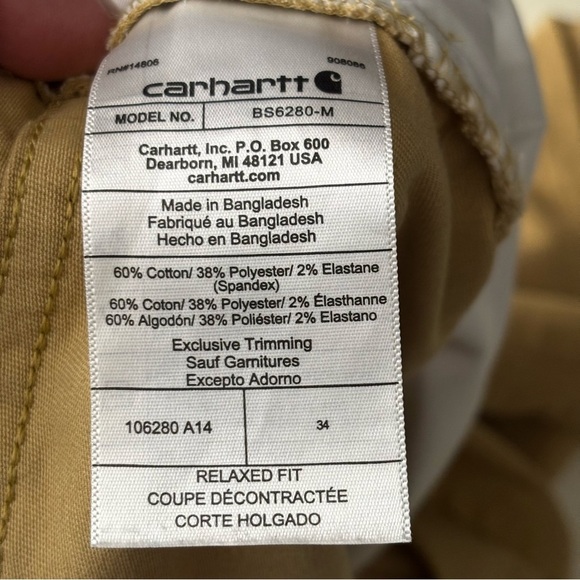 RN#14806 908086
carhartt
MODEL NO. BS6280-M
Carhartt, Inc. P.O. Box 600
Dearborn, MI 48121 USA
carhartt.com
Made in Bangladesh
Fabriqué au Bangladesh
Hecho en Bangladesh
60% Cotton/ 38% Polyester/ 2% Elastane
(Spandex)
60% Coton/ 38% Polyester/ 2% Élasthanne
60% Algodón/ 38% Poliéster/ 2% Elastano
Exclusive Trimming
Sauf Garnitures
Excepto Adorno
106280 A14 34
RELAXED FIT
COUPE DÉCONTRACTÉE
CORTE HOLGADO